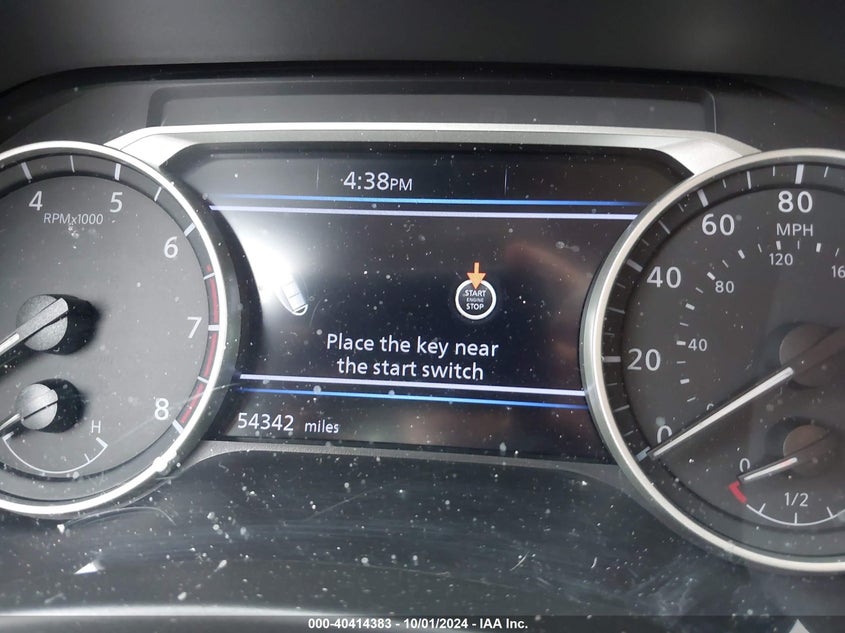 4:38PM
4
5
6
7
8
RPMx1000
H
START
ENGINE
STOP
Place the key near
the start switch
54342 miles
0
20
40
60
80
MPH
40
80
120
0
1/2
000-40414383 - 10/01/2024 - IAA Inc.